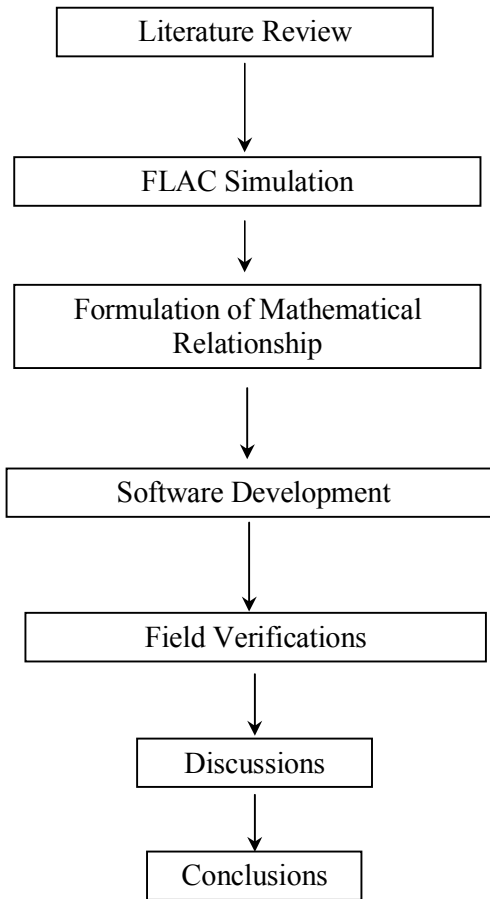 Literature Review
FLAC Simulation
Formulation of Mathematical
Relationship
Software Development
Field Verifications
Discussions
Conclusions